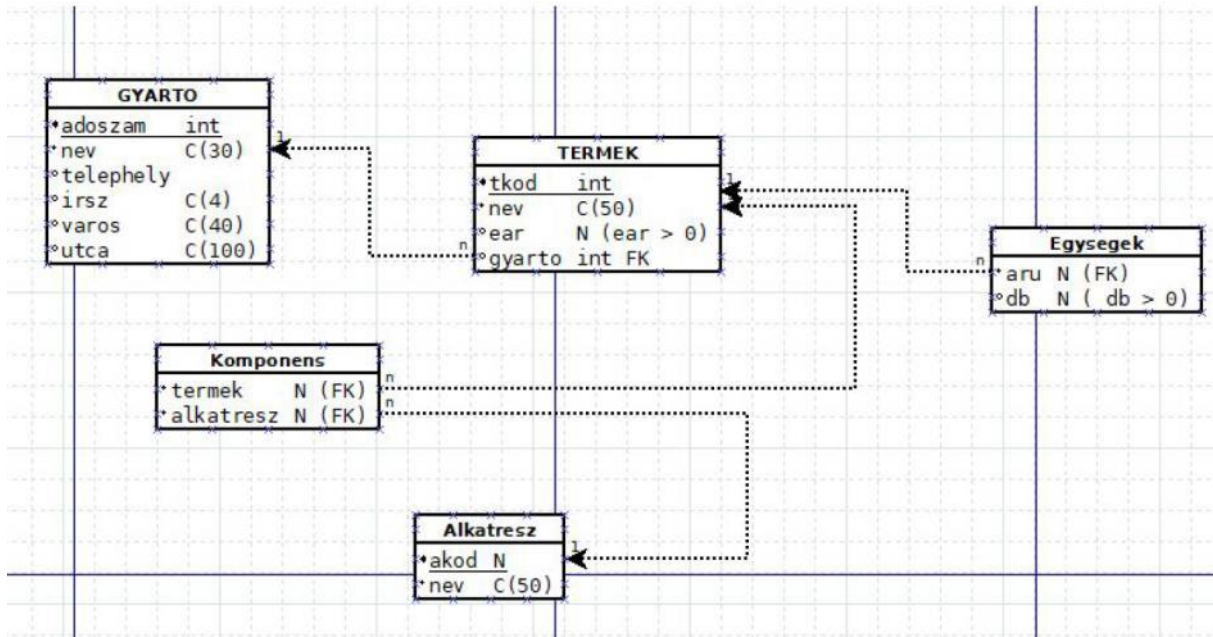 GYARTO
adoszam int
nev C(30)
telephely
irsz C(4)
varos C(40)
utca C(100)
1
n
TERMEK
tkod int
nev C(50)
ear N (ear > 0)
gyarto int FK
1
n
Egysegek
aru N (FK)
db N ( db > 0)
Komponens
termek N (FK)
alkatresz N (FK)
n
n
Alkatresz
akod N
nev C(50)
1